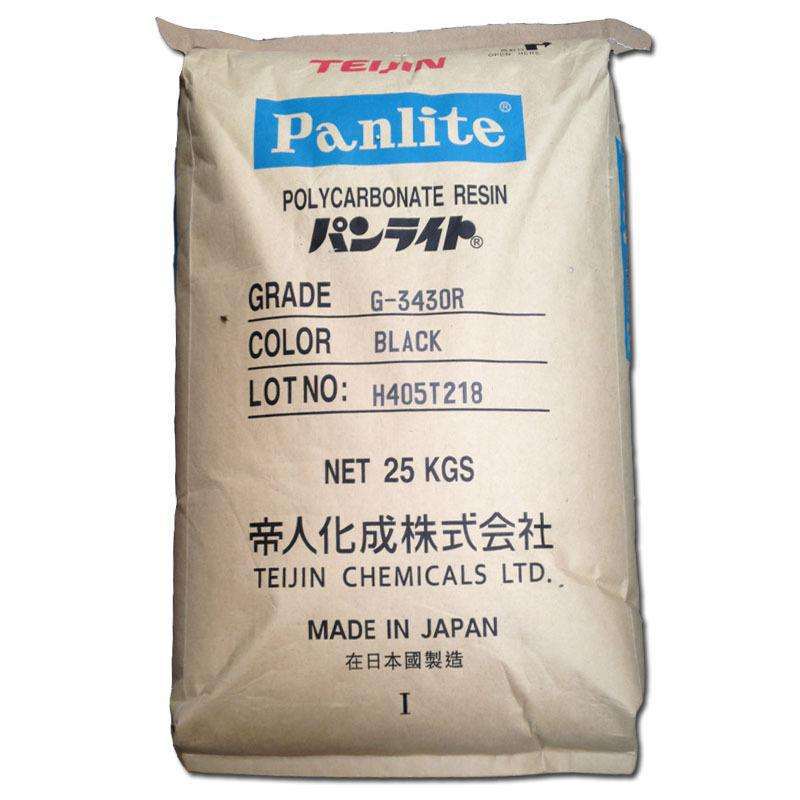 OPEN HERE
TEIJIN
Panlite®
POLYCARBONATE RESIN
パンライト®
GRADE G-3430R
COLOR BLACK
LOT NO: H405T218
NET 25 KGS
帝人化成株式会社
TEIJIN CHEMICALS LTD.
MADE IN JAPAN
在日本國製造
I